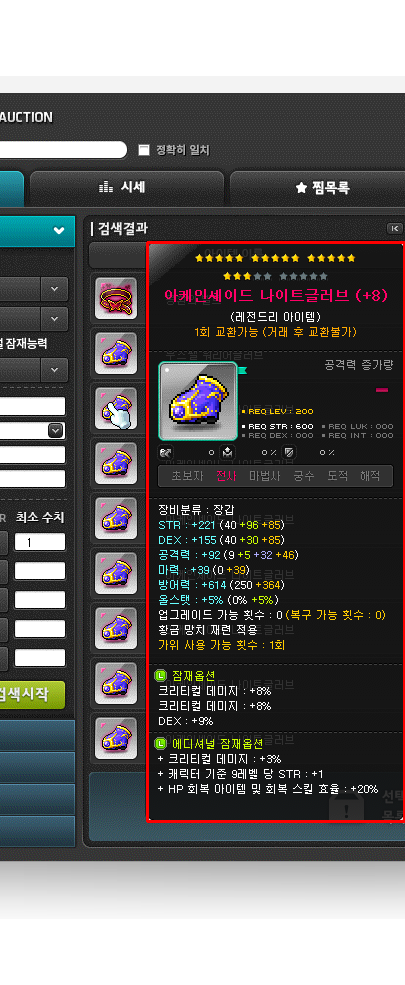 AUCTION
정확히 일치
시세
찜목록
검색결과
아케인셰이드 나이트글러브 (+8)
(레전드리 아이템)
1회 교환가능 (거래 후 교환불가)
공격력 증가량
REQ LEV : 200
REQ STR : 600
REQ LUK : 000
REQ DEX : 000
REQ INT : 000
0
0 %
0 %
초보자 전사 마법사 궁수 도적 해적
잠재능력
최소 수치
1
검색시작
장비분류 : 장갑
STR : +221 (40 +96 +85)
DEX : +155 (40 +30 +85)
공격력 : +92 (9 +5 +32 +46)
마력 : +39 (0 +39)
방어력 : +614 (250 +364)
올스탯 : +5% (0% +5%)
업그레이드 가능 횟수 : 0 (복구 가능 횟수 : 0)
황금 망치 재련 적용
가위 사용 가능 횟수 : 1회
잠재옵션
크리티컬 데미지 : +8%
크리티컬 데미지 : +8%
DEX : +9%
에디셔널 잠재옵션
+ 크리티컬 데미지 : +3%
+ 캐릭터 기준 9레벨 당 STR : +1
+ HP 회복 아이템 및 회복 스킬 효율 : +20%